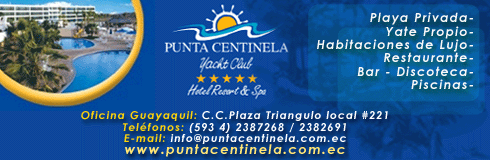 PUNTA CENTINELA
Yacht Club
Hotel Resort & Spa
Playa Privada-
Yate Propio-
Habitaciones de Lujo-
Restaurante-
Bar - Discoteca-
Piscinas-
Oficina Guayaquil: C.C.Plaza Triangulo local #221
Teléfonos: (593 4) 2387268 / 2382691
E-mail: info@puntacentinela.com.ec
www.puntacentinela.com.ec